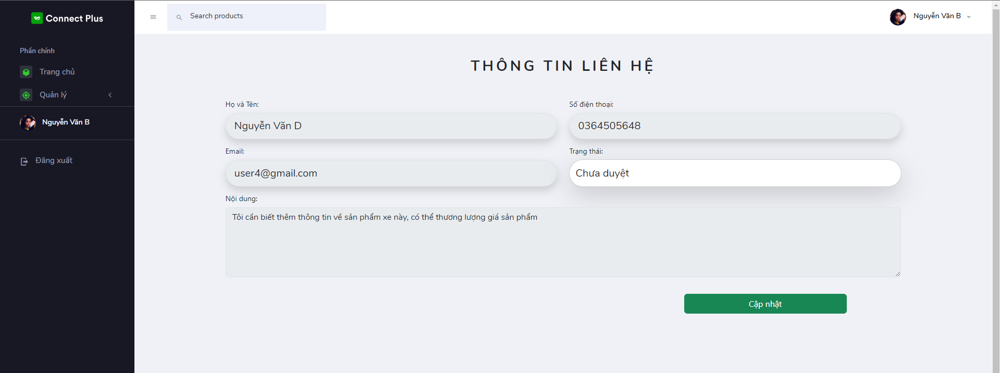 Connect Plus
Search products
Nguyễn Văn B
Phần chính
Trang chủ
Quản lý
Nguyễn Văn B
Đăng xuất
THÔNG TIN LIÊN HỆ
Họ và Tên:
Số điện thoại:
Nguyễn Văn D
0364505648
Email:
Trạng thái:
user4@gmail.com
Chưa duyệt
Nội dung:
Tôi cần biết thêm thông tin về sản phẩm xe này, có thể thương lượng giá sản phẩm
Cập nhật